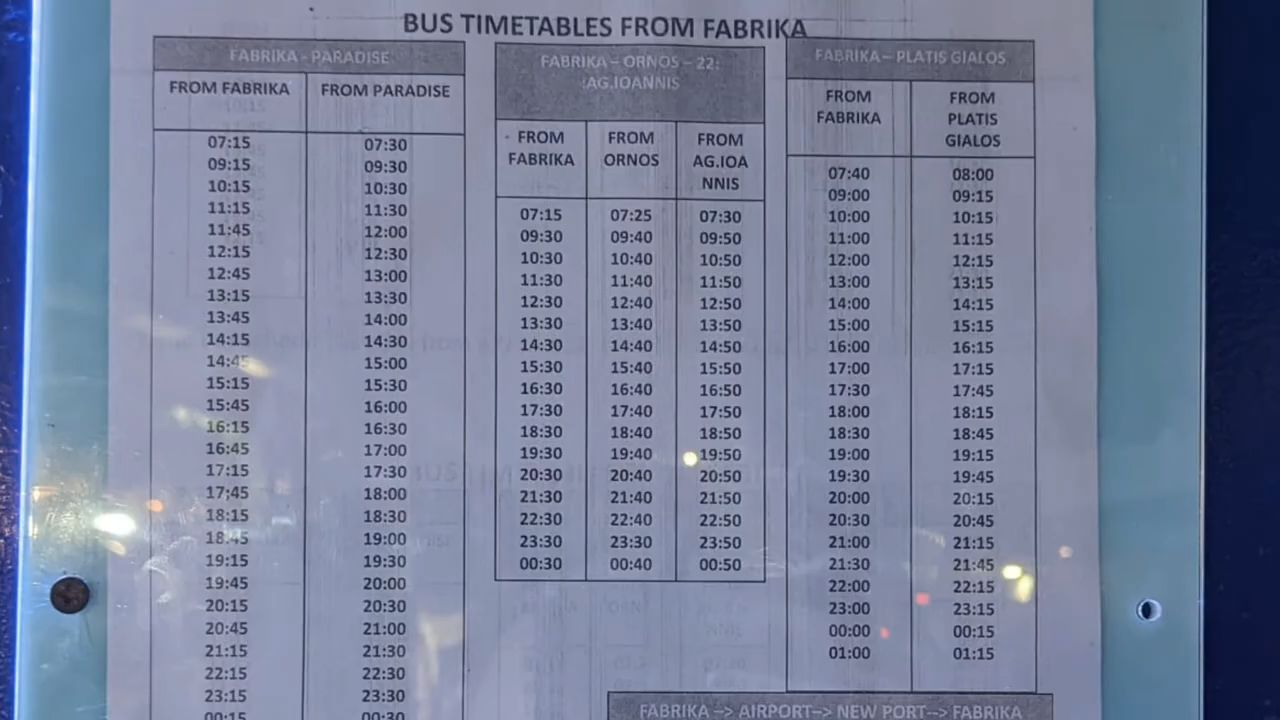 BUS TIMETABLES FROM FABRIKA
FABRIKA - PARADISE
FROM FABRIKA FROM PARADISE
07:15 07:30
09:15 09:30
10:15 10:30
11:15 11:30
11:45 12:00
12:15 12:30
12:45 13:00
13:15 13:30
13:45 14:00
14:15 14:30
14:45 15:00
15:15 15:30
15:45 16:00
16:15 16:30
16:45 17:00
17:15 17:30
17:45 18:00
18:15 18:30
18:45 19:00
19:15 19:30
19:45 20:00
20:15 20:30
20:45 21:00
21:15 21:30
22:15 22:30
23:15 23:30
00:15 00:30
FABRIKA – ORNOS – 22:
AG.IOANNIS
FROM FROM FROM
FABRIKA ORNOS AG.IOA
NNIS
07:15 07:25 07:30
09:30 09:40 09:50
10:30 10:40 10:50
11:30 11:40 11:50
12:30 12:40 12:50
13:30 13:40 13:50
14:30 14:40 14:50
15:30 15:40 15:50
16:30 16:40 16:50
17:30 17:40 17:50
18:30 18:40 18:50
19:30 19:40 19:50
20:30 20:40 20:50
21:30 21:40 21:50
22:30 22:40 22:50
23:30 23:30 23:50
00:30 00:40 00:50
FABRIKA – PLATIS GIALOS
FROM FROM
FABRIKA PLATIS
GIALOS
07:40 08:00
09:00 09:15
10:00 10:15
11:00 11:15
12:00 12:15
13:00 13:15
14:00 14:15
15:00 15:15
16:00 16:15
17:00 17:15
17:30 17:45
18:00 18:15
18:30 18:45
19:00 19:15
19:30 19:45
20:00 20:15
20:30 20:45
21:00 21:15
21:30 21:45
22:00 22:15
23:00 23:15
00:00 00:15
01:00 01:15
FABRIKA --> AIRPORT--> NEW PORT--> FABRIKA